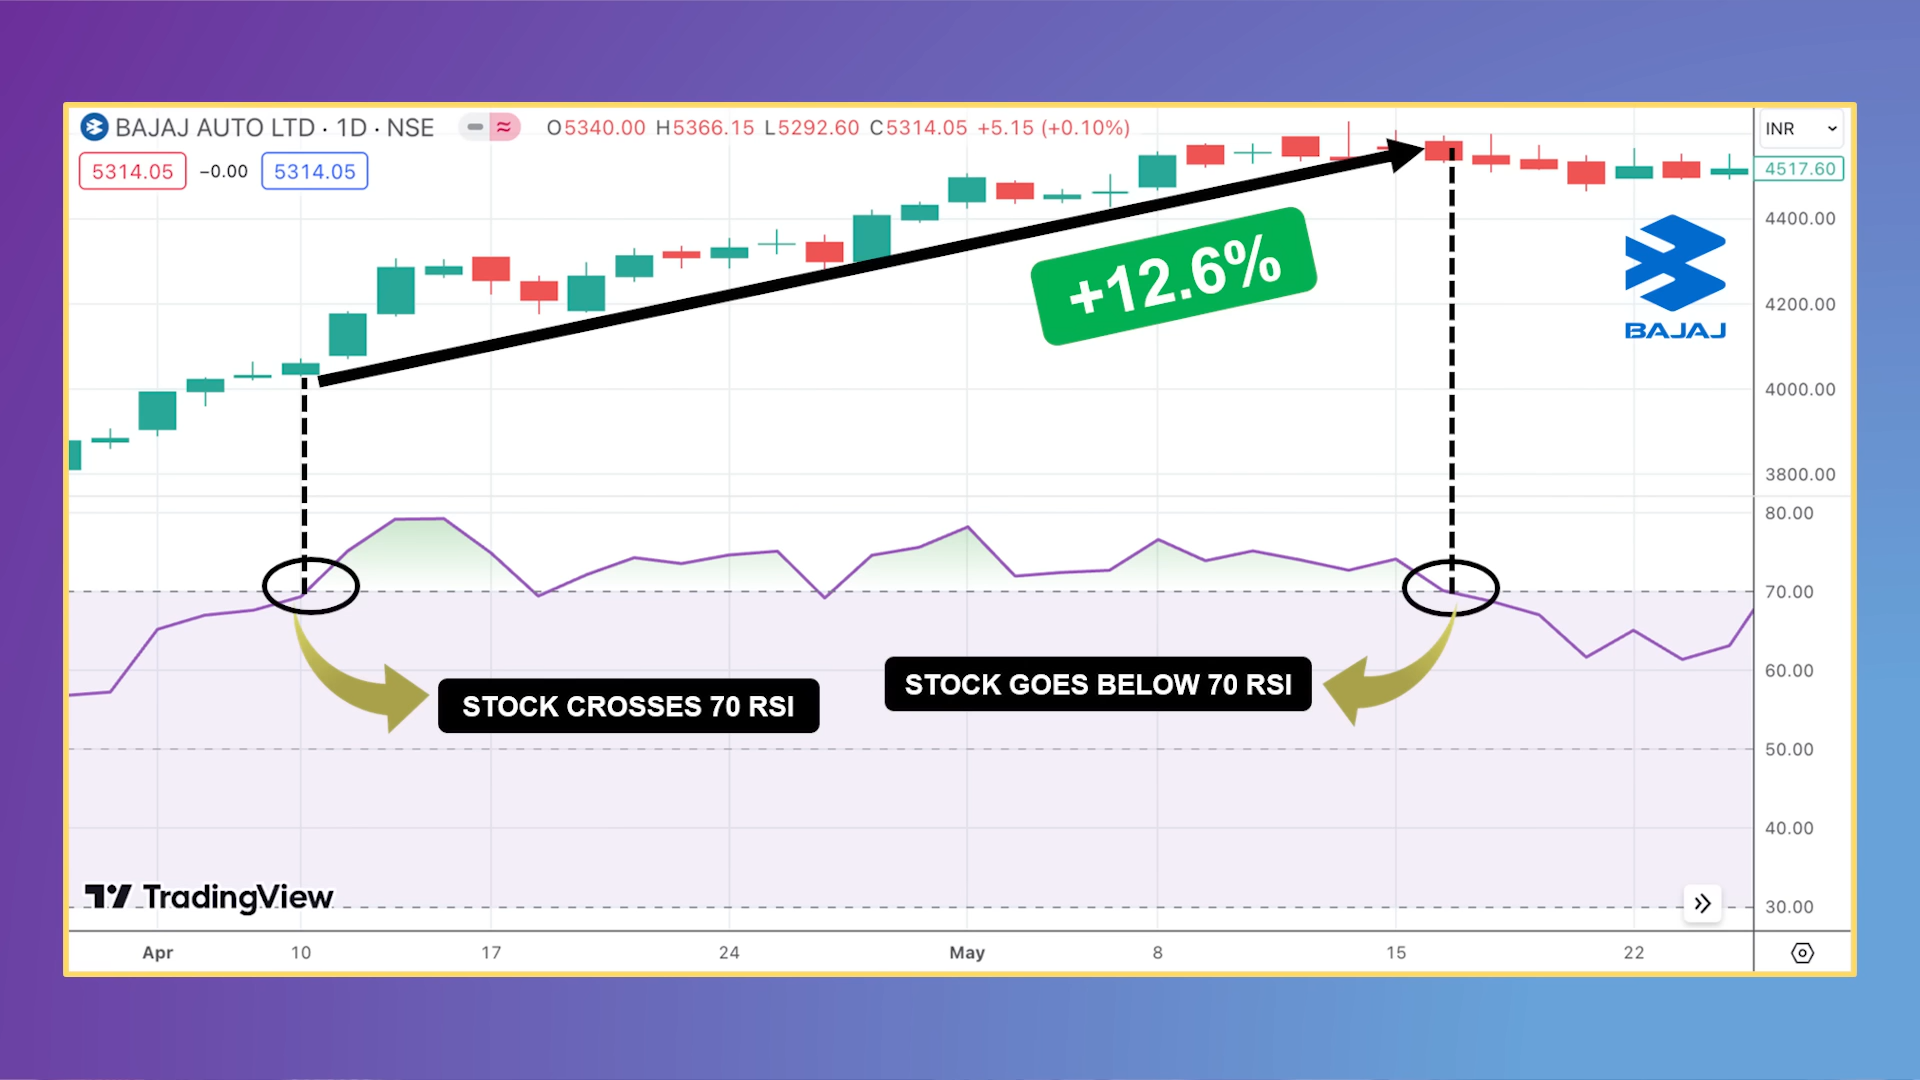 BAJAJ AUTO LTD · 1D · NSE O5340.00 H5366.15 L5292.60 C5314.05 +5.15 (+0.10%) INR
5314.05 −0.00 5314.05
4517.60
4400.00
+12.6%
4200.00
BAJAJ
4000.00
3800.00
80.00
70.00
60.00
STOCK GOES BELOW 70 RSI
STOCK CROSSES 70 RSI
50.00
40.00
TradingView
30.00
Apr 10 17 24 May 8 15 22